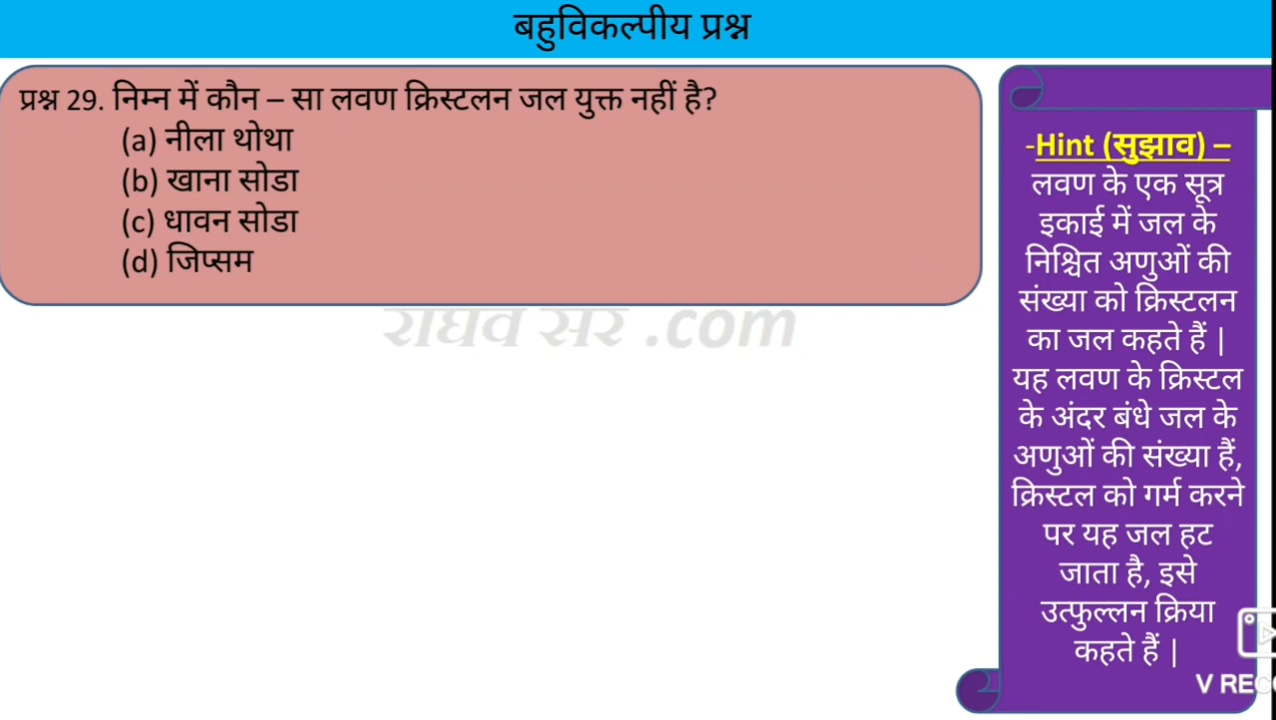 बहुविकल्पीय प्रश्न
प्रश्न 29. निम्न में कौन – सा लवण क्रिस्टलन जल युक्त नहीं है?
(a) नीला थोथा
(b) खाना सोडा
(c) धावन सोडा
(d) जिप्सम
राघव सर .com
-Hint (सुझाव) –
लवण के एक सूत्र
इकाई में जल के
निश्चित अणुओं की
संख्या को क्रिस्टलन
का जल कहते हैं |
यह लवण के क्रिस्टल
के अंदर बंधे जल के
अणुओं की संख्या हैं,
क्रिस्टल को गर्म करने
पर यह जल हट
जाता है, इसे
उत्फुल्लन क्रिया
कहते हैं |
V REC